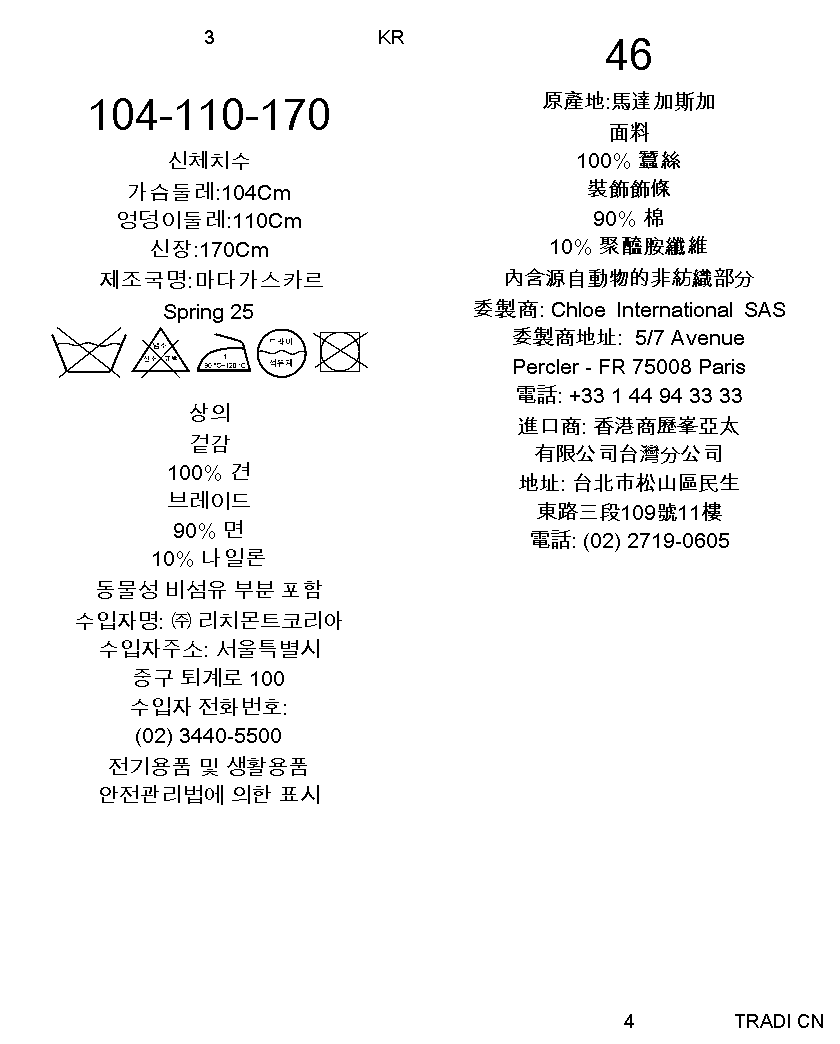 3
KR
104-110-170
신체치수
가슴둘레:104Cm
엉덩이둘레:110Cm
신장:170Cm
제조국명:마다가스카르
Spring 25
염소
산소 표백
1
90 °C~120 °C
드라이
석유계
상의
겉감
100% 견
브레이드
90% 면
10% 나일론
동물성 비섬유 부분 포함
수입자명: ㈜ 리치몬트코리아
수입자주소: 서울특별시
중구 퇴계로 100
수입자 전화번호:
(02) 3440-5500
전기용품 및 생활용품
안전관리법에 의한 표시
46
原產地:馬達加斯加
面料
100% 蠶絲
裝飾飾條
90% 棉
10% 聚醯胺纖維
內含源自動物的非紡織部分
委製商: Chloe International SAS
委製商地址: 5/7 Avenue
Percler - FR 75008 Paris
電話: +33 1 44 94 33 33
進口商: 香港商歷峯亞太
有限公司台灣分公司
地址: 台北市松山區民生
東路三段109號11樓
電話: (02) 2719-0605
4
TRADI CN